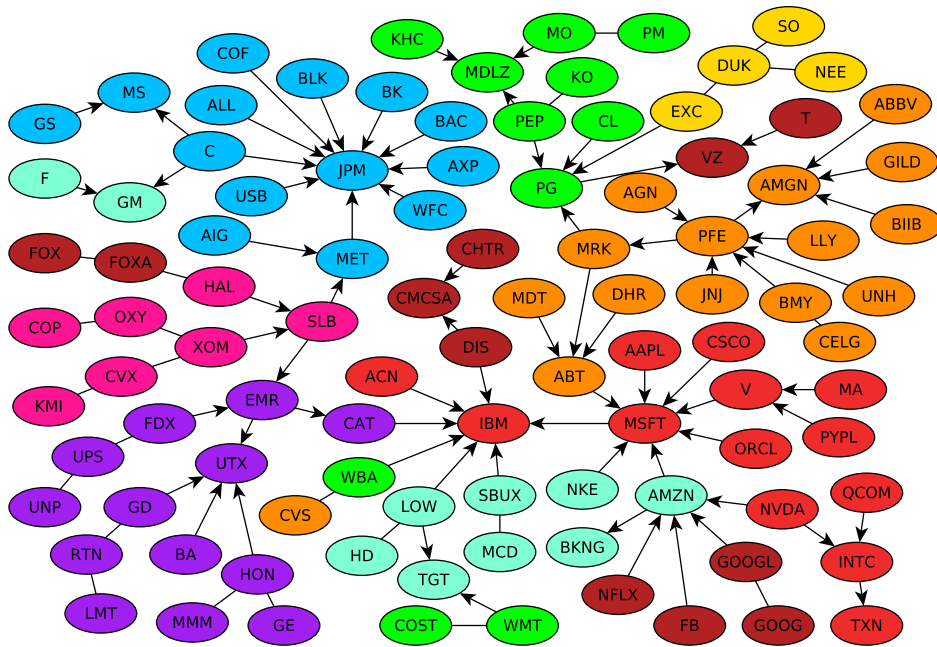 SO
MO
PM
KHC
COF
DUK
NEE
MDLZ
BLK
KO
MS
BK
ALL
ABBV
EXC
GS
PEP
CL
BAC
T
C
VZ
GILD
AXP
JPM
F
AMGN
PG
AGN
USB
GM
WFC
BIIB
AIG
PFE
LLY
MRK
CHTR
FOX
FOXA
MET
HAL
DHR
JNJ
UNH
CMCSA
MDT
BMY
OXY
SLB
COP
CSCO
CELG
XOM
DIS
AAPL
CVX
ACN
ABT
V
MA
EMR
KMI
FDX
CAT
IBM
MSFT
PYPL
ORCL
UPS
UTX
WBA
NKE
AMZN
SBUX
QCOM
UNP
GD
LOW
NVDA
CVS
BKNG
MCD
RTN
BA
HD
GOOGL
INTC
HON
TGT
NFLX
LMT
MMM
GE
COST
WMT
FB
GOOG
TXN